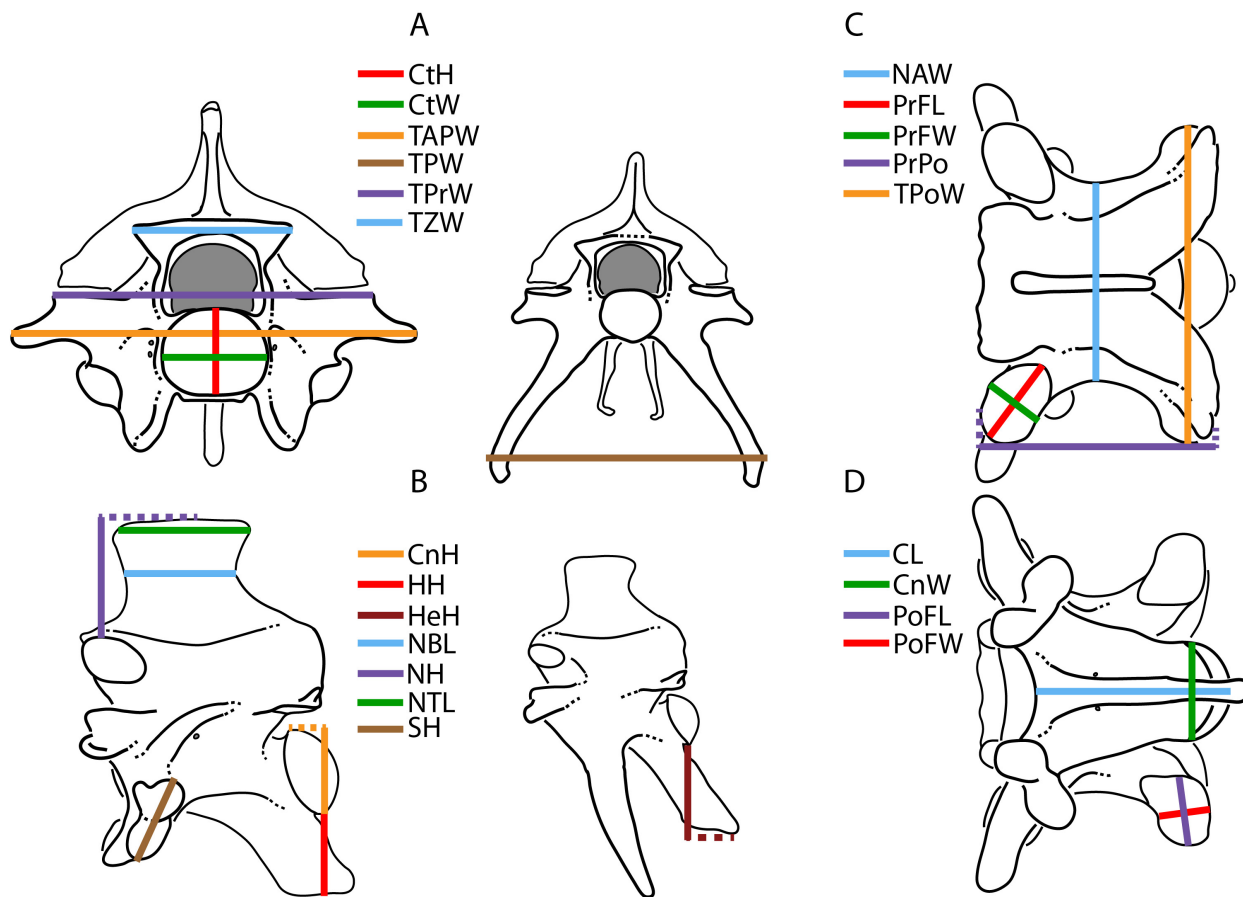 A
CtH
CtW
TAPW
TPW
TPrW
TZW
C
NAW
PrFL
PrFW
PrPo
TPoW
B
CnH
HH
HeH
NBL
NH
NTL
SH
D
CL
CnW
PoFL
PoFW